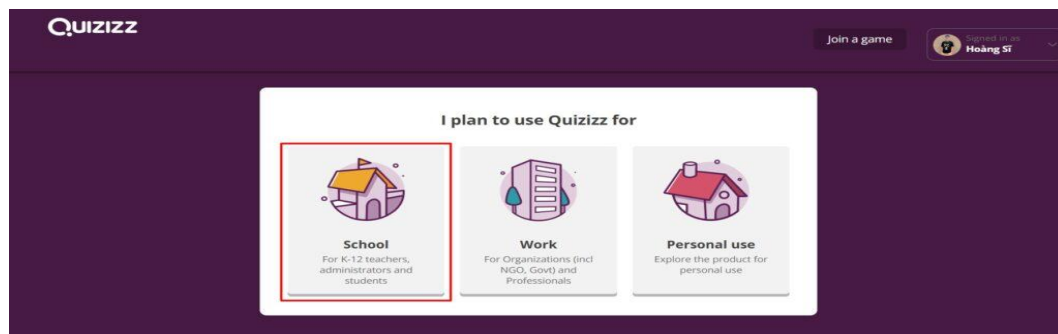 Quizizz
Join a game
Signed in as
Hoàng Sĩ
I plan to use Quizizz for
School
For K-12 teachers,
administrators and
students
Work
For Organizations (incl
NGO, Govt) and
Professionals
Personal use
Explore the product for
personal use